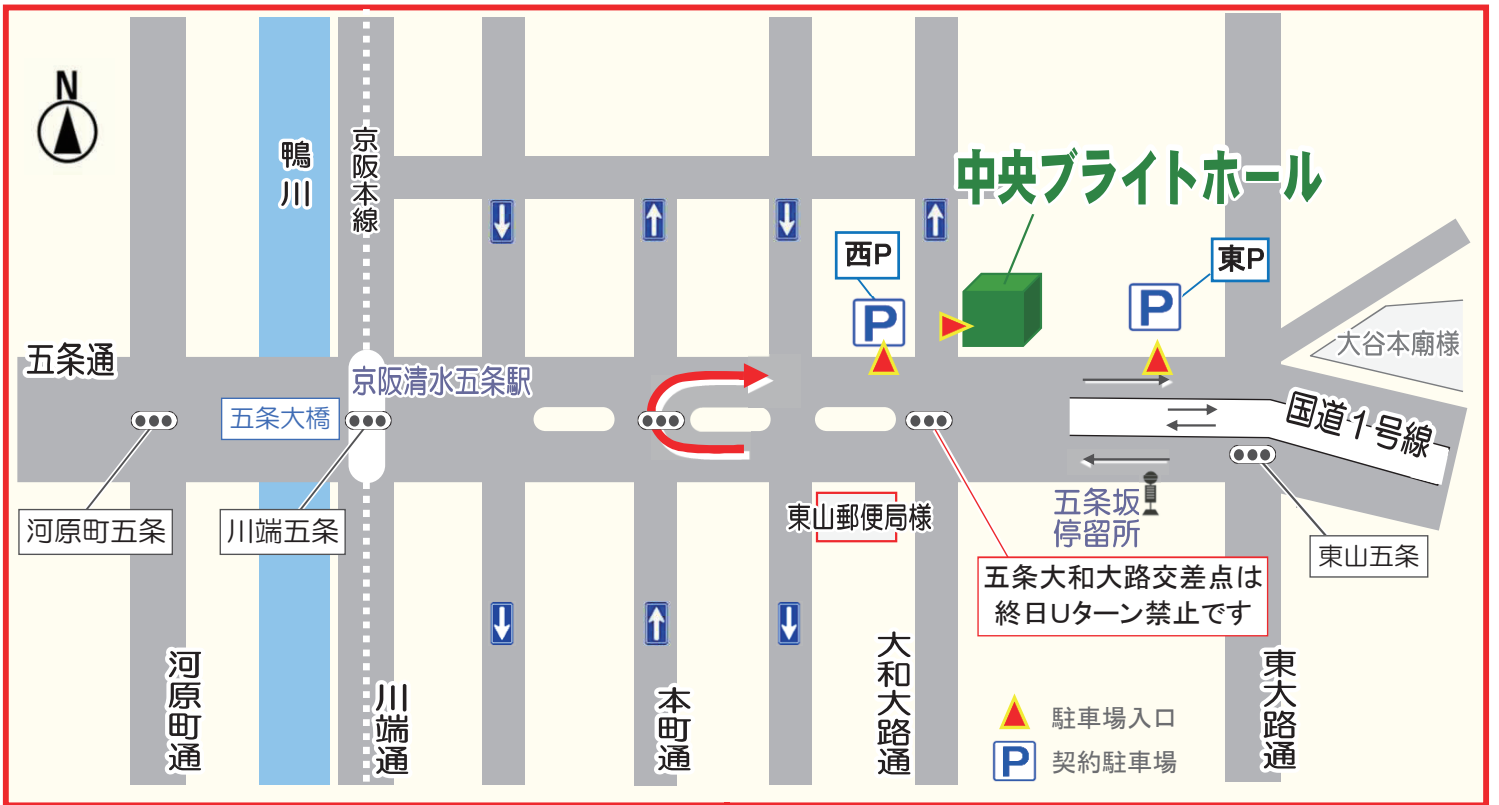 N
鴨川
京阪本線
中央ブライトホール
西P
東P
P
P
五条通
京阪清水五条駅
大谷本廟様
五条大橋
国道1号線
河原町五条
川端五条
東山郵便局様
五条坂
停留所
東山五条
五条大和大路交差点は
終日Uターン禁止です
河原町通
川端通
本町通
大和大路通
東大路通
駐車場入口
P
契約駐車場